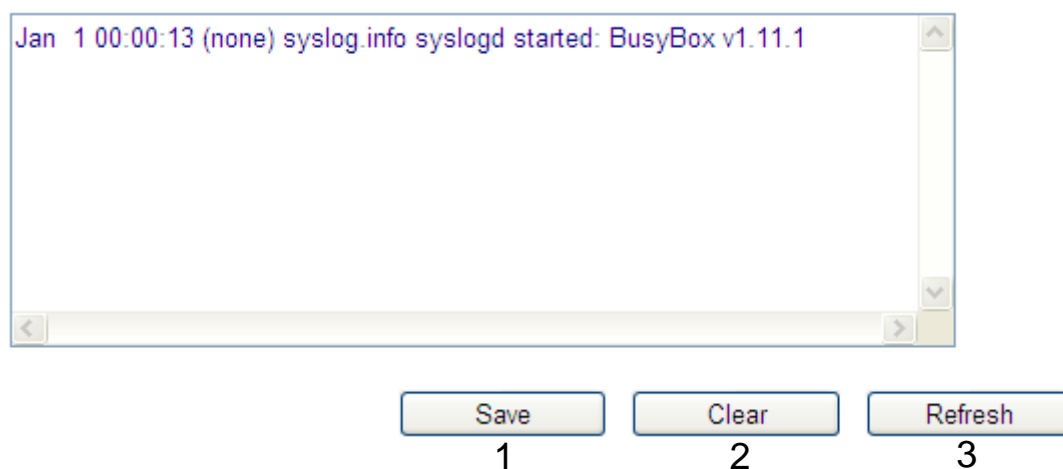 Jan  1 00:00:13 (none) syslog.info syslogd started: BusyBox v1.11.1
Save Clear Refresh
1 2 3